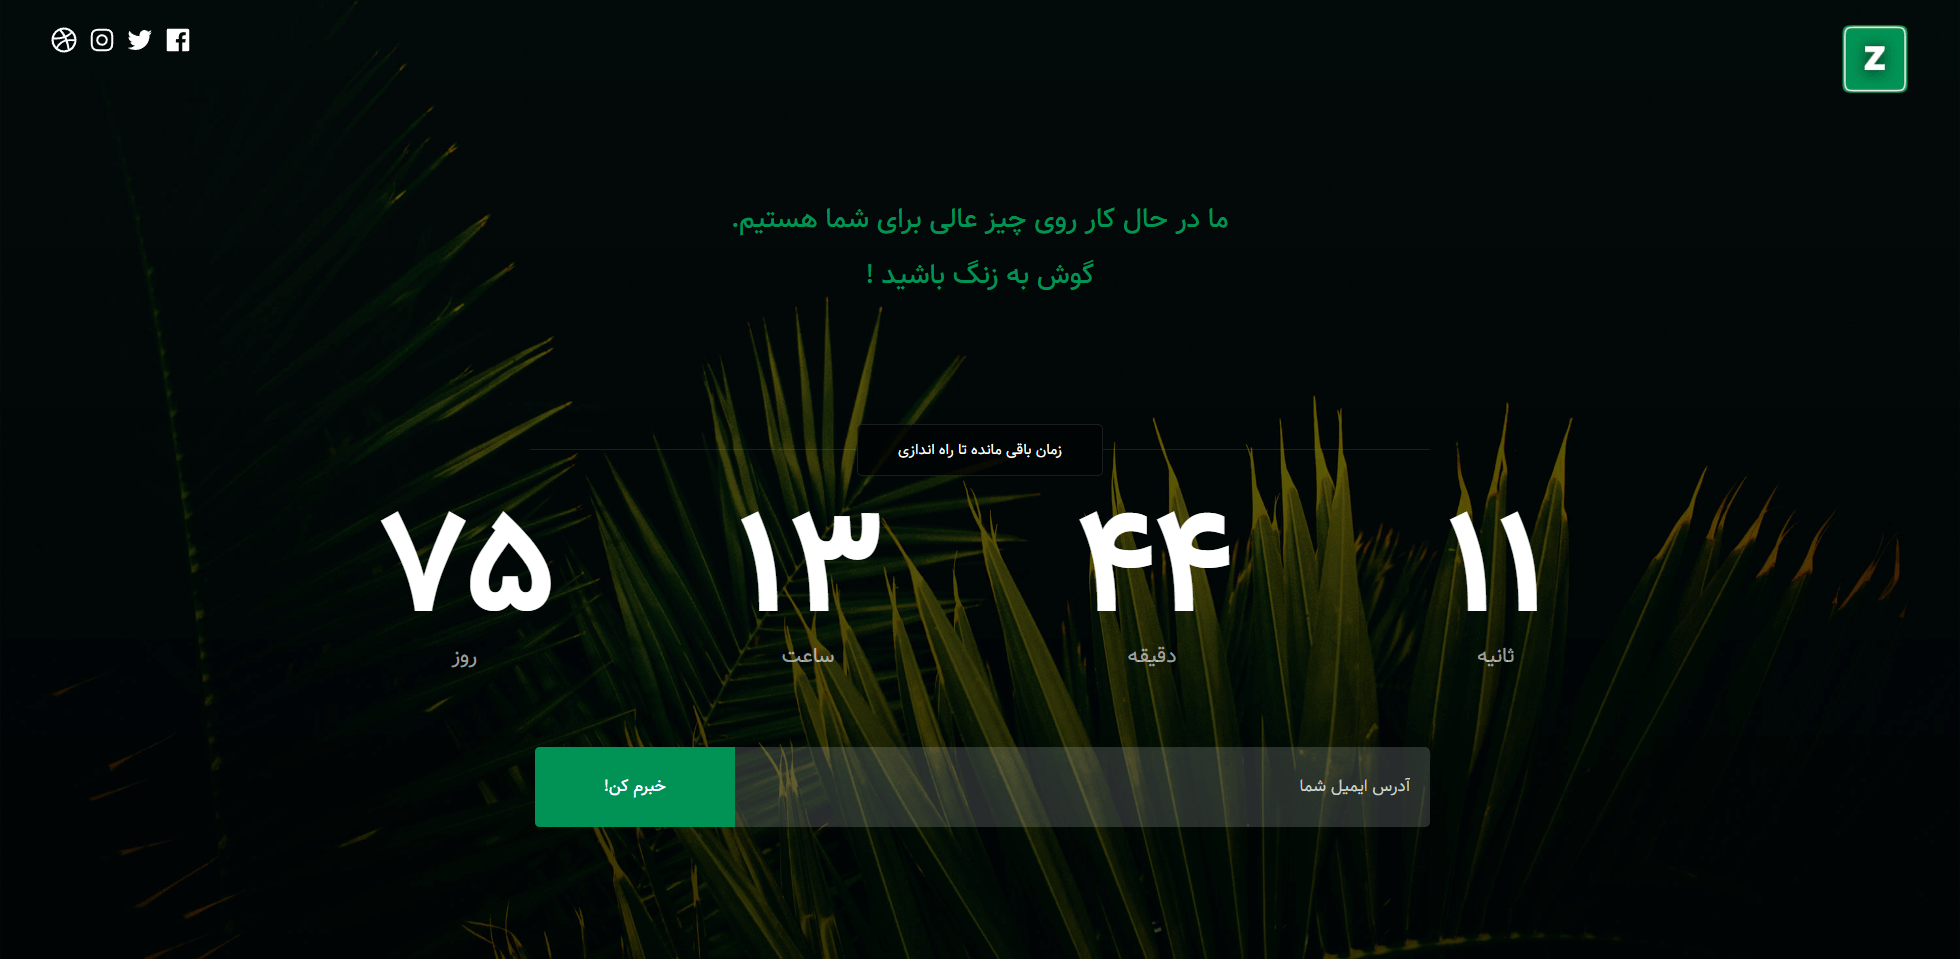 Z
ما در حال کار روی چیز عالی برای شما هستیم.
گوش به زنگ باشید !
زمان باقی مانده تا راه اندازی
۷۵ ۱۳ ۴۴ ۱۱
روز ساعت دقیقه ثانیه
آدرس ایمیل شما
خبرم کن!